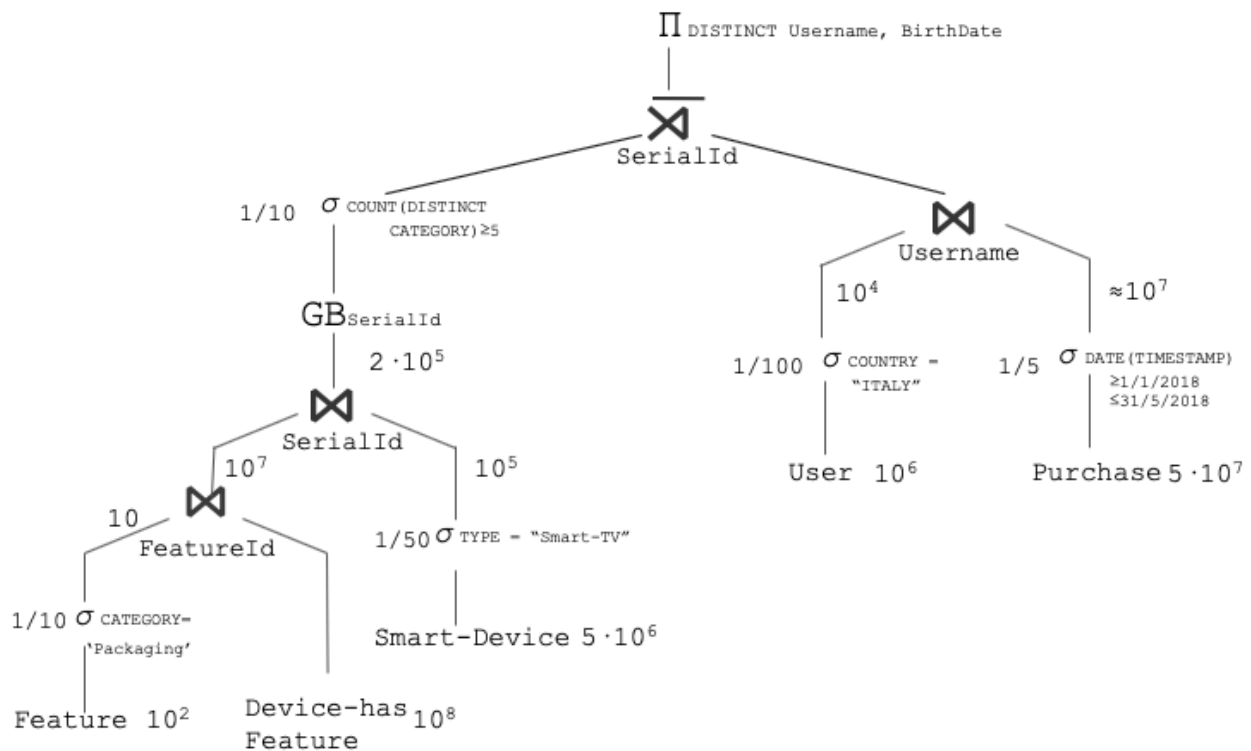 Π DISTINCT Username, BirthDate
SerialId
1/10 σ COUNT(DISTINCT
CATEGORY)≥5
Username
GB SerialId
10⁴
≈10⁷
2·10⁵
1/100 σ COUNTRY =
"ITALY"
1/5 σ DATE(TIMESTAMP)
≥1/1/2018
≤31/5/2018
SerialId
10⁷
10⁵
User 10⁶
Purchase 5·10⁷
10
FeatureId
1/50 σ TYPE = "Smart-TV"
1/10 σ CATEGORY=
'Packaging'
Smart-Device 5·10⁶
Feature 10²
Device-has 10⁸
Feature